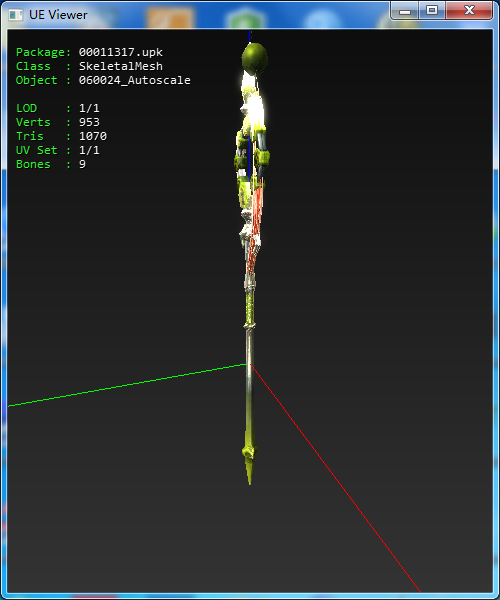 UE Viewer
Package: 00011317.upk
Class : SkeletalMesh
Object : 060024_Autoscale
LOD : 1/1
Verts : 953
Tris : 1070
UV Set : 1/1
Bones : 9